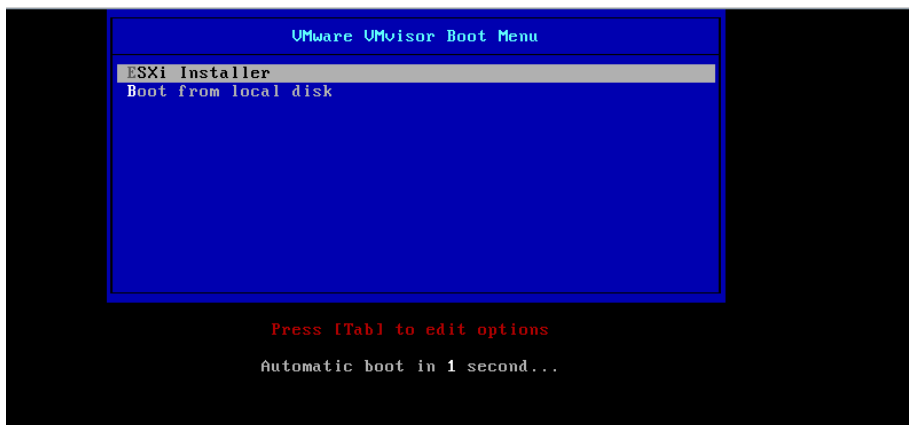 VMware VMvisor Boot Menu
ESXi Installer
Boot from local disk
Press [Tab] to edit options
Automatic boot in 1 second...